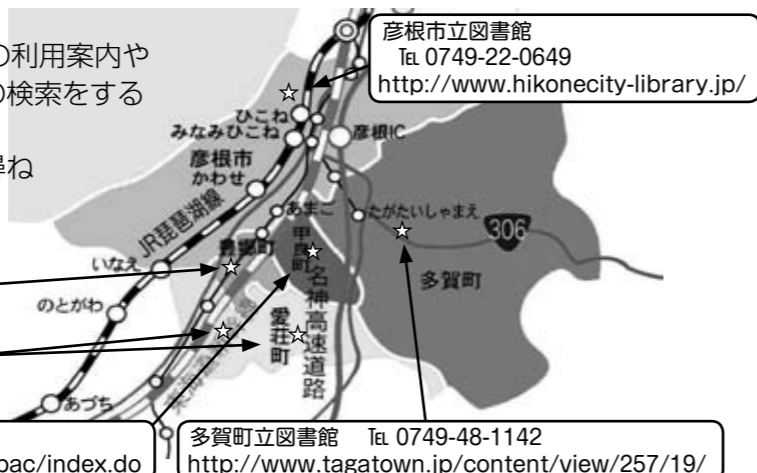 の利用案内や
の検索をする
尋ね
彦根市立図書館
℡ 0749-22-0649
http://www.hikonecity-library.jp/
ひこね
みなみひこね
彦根IC
彦根市
かわせ
JR琵琶湖線
あまご
たがたいしゃまえ
306
豊郷町
甲良町
多賀町
いなえ
のとがわ
名神高速道路
愛荘町
東海道新幹線
あづち
pac/index.do
多賀町立図書館 ℡ 0749-48-1142
http://www.tagatown.jp/content/view/257/19/